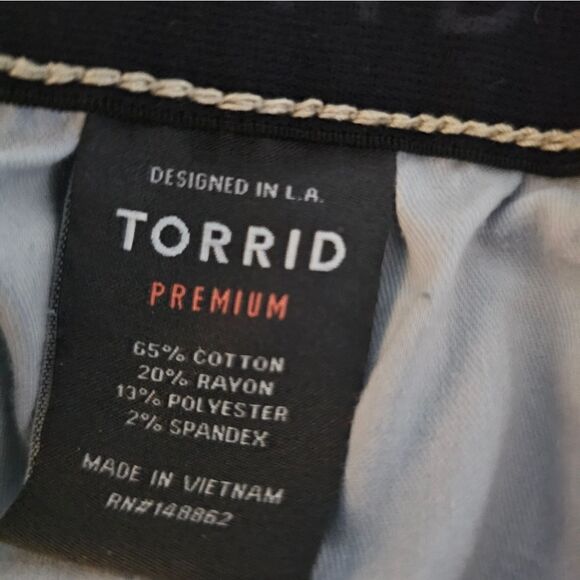 DESIGNED IN L.A.
TORRID
PREMIUM
65% COTTON
20% RAYON
13% POLYESTER
2% SPANDEX
MADE IN VIETNAM
RN#148862